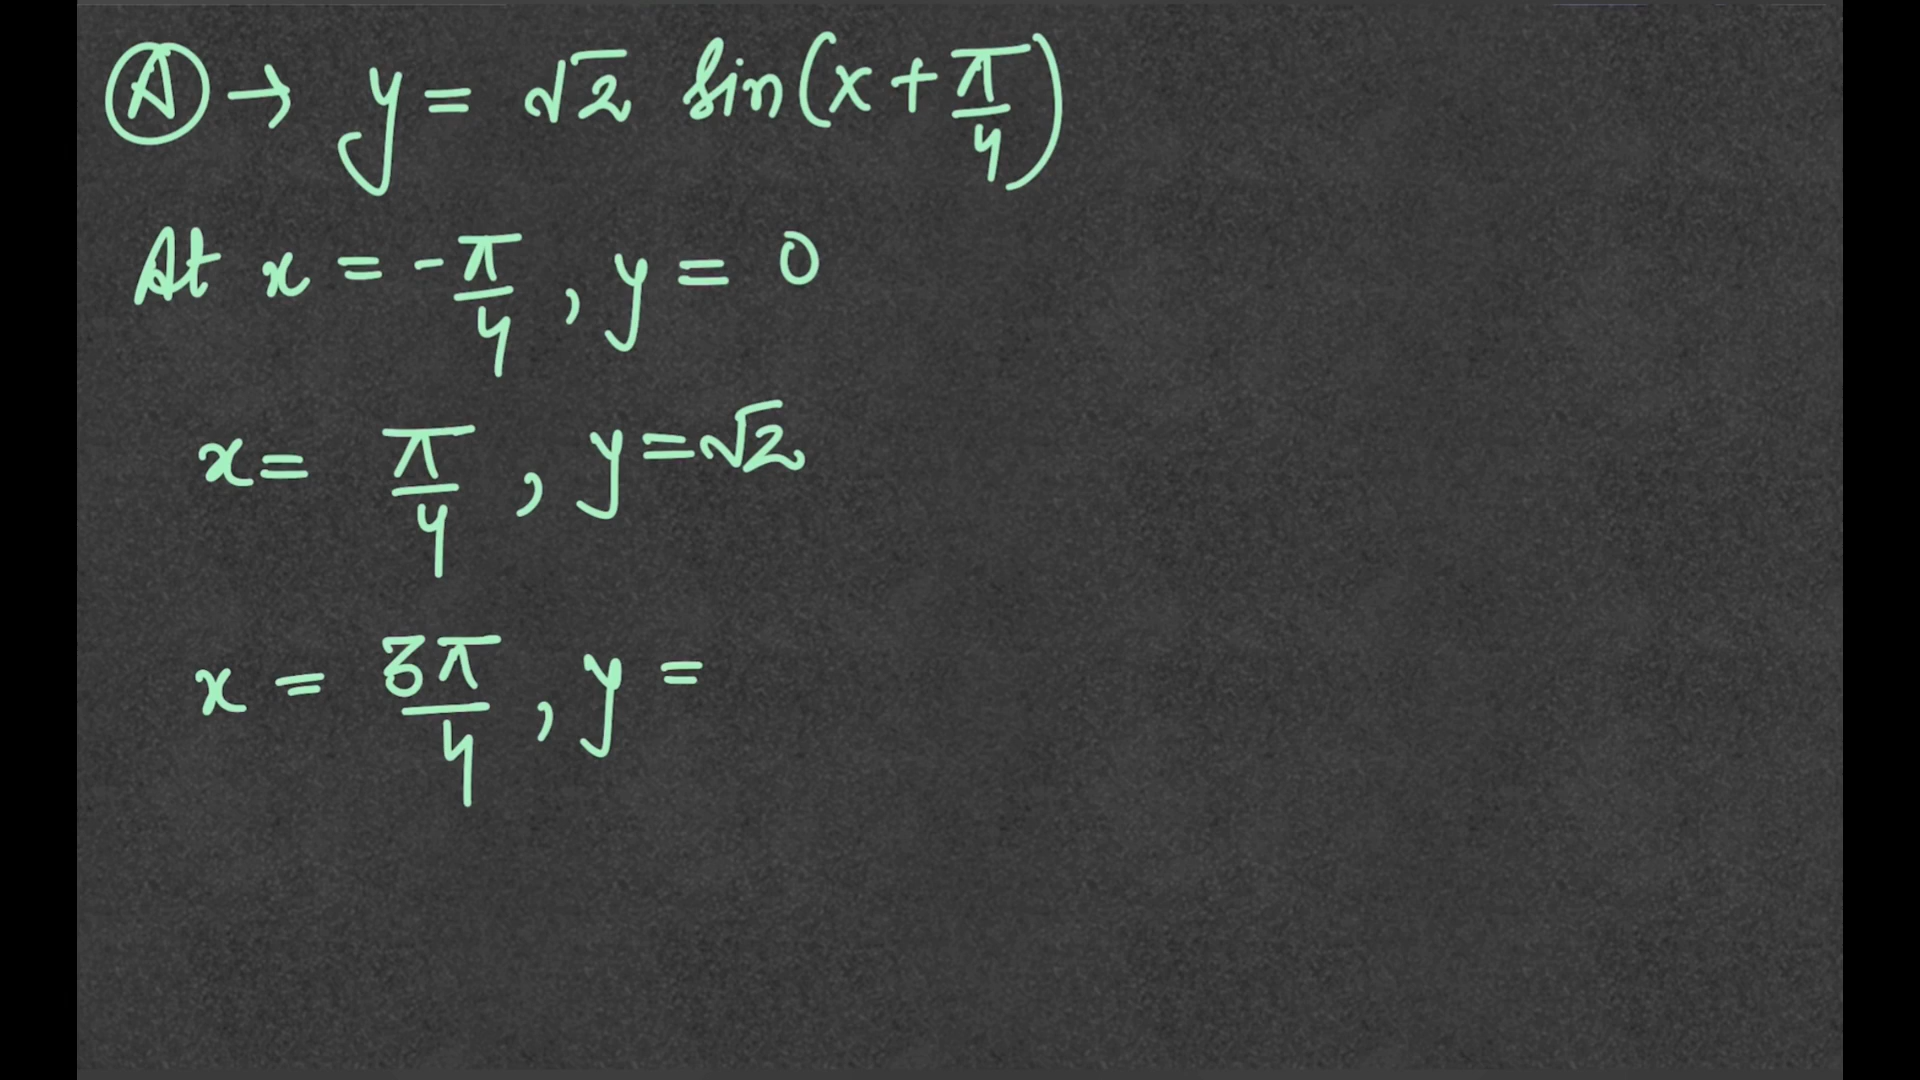 Ⓐ → y = √2 sin(x + π/4)
At x = -π/4, y = 0
x = π/4, y = √2
x = 3π/4, y =